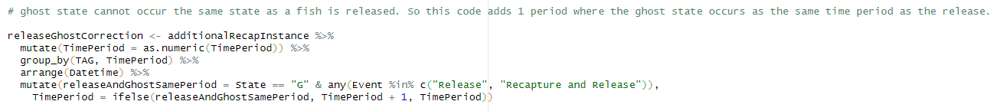 # ghost state cannot occur the same state as a fish is released. So this code adds 1 period where the ghost state occurs as the same time period as the release.
releaseGhostCorrection <- additionalRecapInstance %>%
mutate(TimePeriod = as.numeric(TimePeriod)) %>%
group_by(TAG, TimePeriod) %>%
arrange(Datetime) %>%
mutate(releaseAndGhostSamePeriod = State == "G" & any(Event %in% c("Release", "Recapture and Release")),
TimePeriod = ifelse(releaseAndGhostSamePeriod, TimePeriod + 1, TimePeriod))